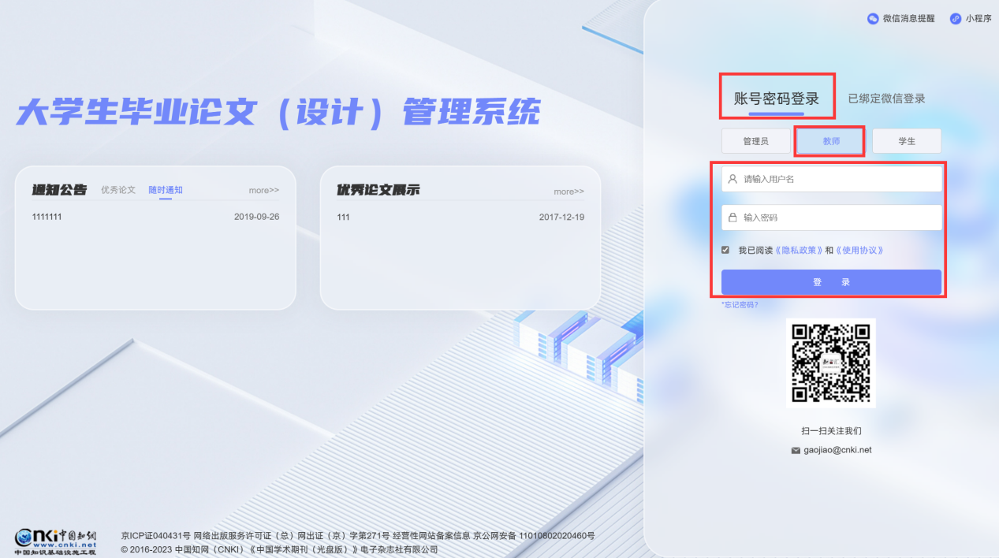 微信消息提醒 小程序
大学生毕业论文（设计）管理系统
账号密码登录 已绑定微信登录
管理员 教师 学生
通知公告 优秀论文 随时通知 more>>
1111111 2019-09-26
优秀论文展示 more>>
111 2017-12-19
请输入用户名
输入密码
我已阅读《隐私政策》和《使用协议》
登 录
*忘记密码?
扫一扫关注我们
gaojiao@cnki.net
cnki中国知网
www.cnki.net
中国知识基础设施工程
京ICP证040431号 网络出版服务许可证（总）网出证（京）字第271号 经营性网站备案信息 京公网安备 11010802020460号
© 2016-2023 中国知网（CNKI）《中国学术期刊（光盘版）》电子杂志社有限公司